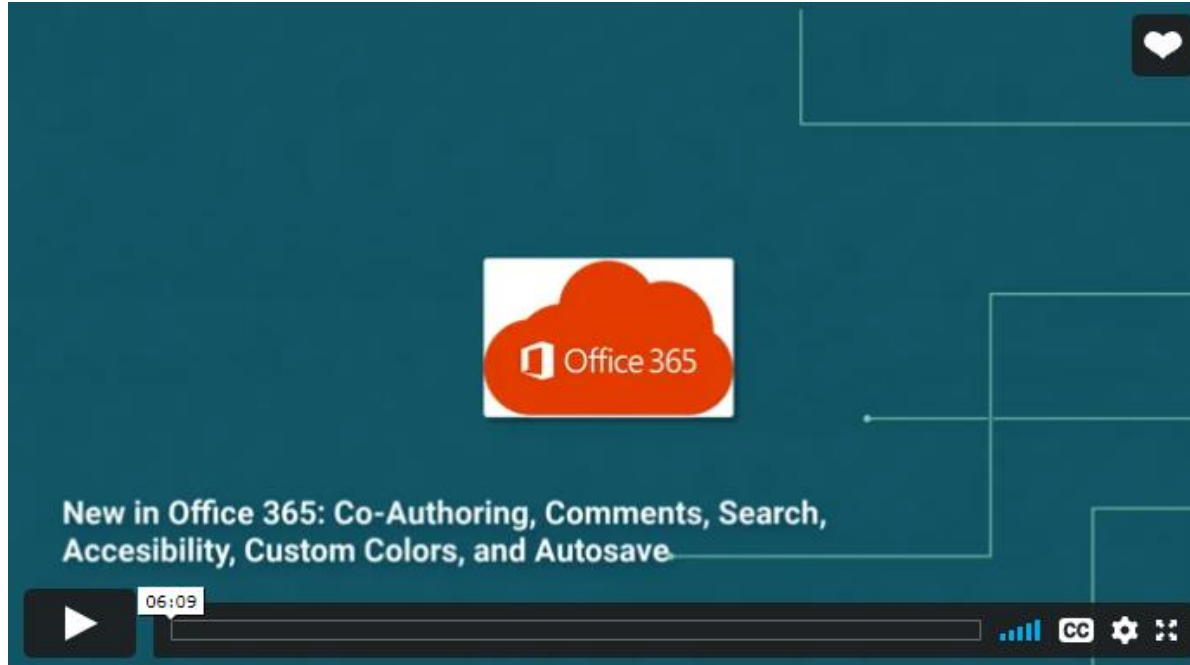 Office 365
New in Office 365: Co-Authoring, Comments, Search,
Accesibility, Custom Colors, and Autosave
06:09
CC